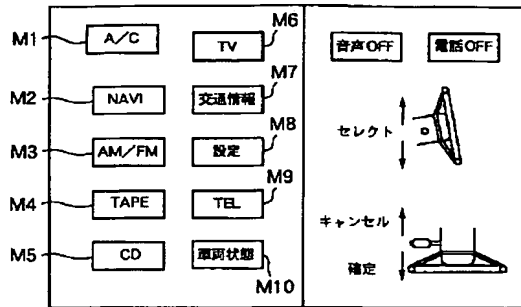 M1
A/C
TV
M6
M2
NAVI
交通情報
M7
M3
AM/FM
設定
M8
M4
TAPE
TEL
M9
M5
CD
車両状態
M10
音声OFF
電話OFF
セレクト
キャンセル
確定